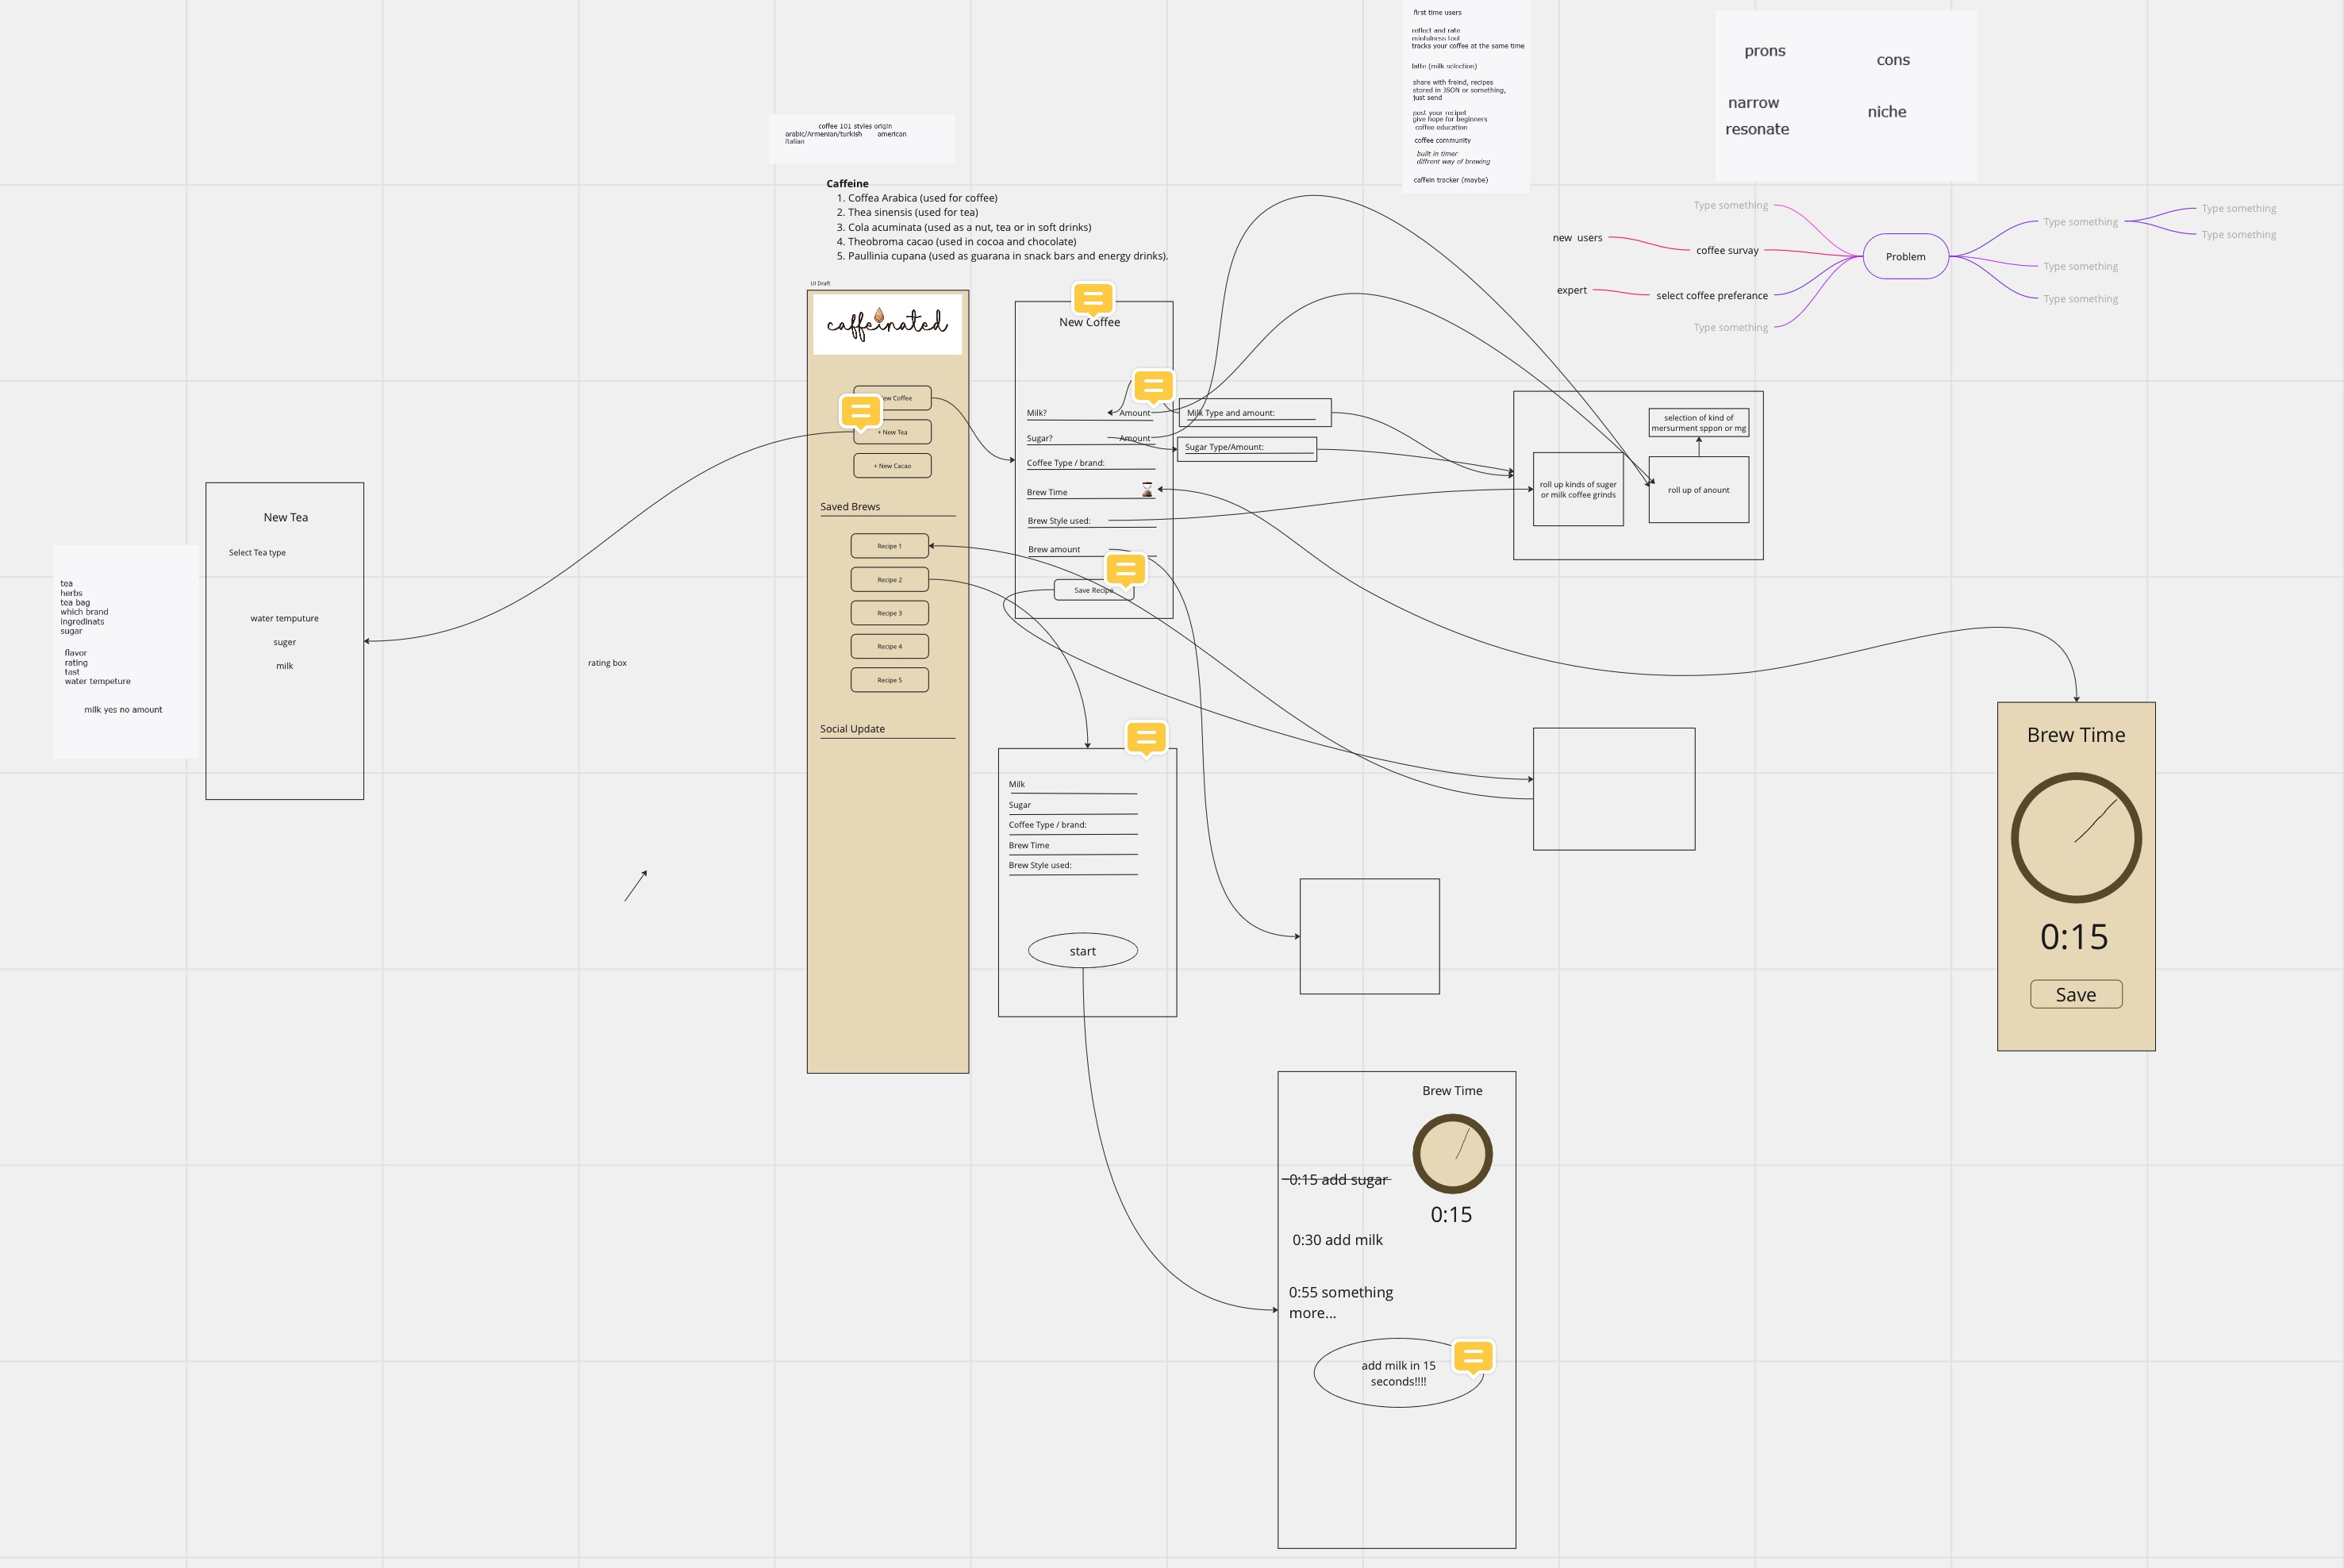 first time users
reflect and rate
minfulness tool
tracks your coffee at the same time
latte (milk selection)
share with freind, recipes
stored in JSON or something,
just send
post your recipet
give hope for beginners
coffee education
coffee community
built in timer
diffrent way of brewing
caffein tracker (maybe)
prons
cons
narrow
niche
resonate
coffee 101 styles origin
arabic/Armenian/turkish american
italian
Caffeine
1. Coffea Arabica (used for coffee)
2. Thea sinensis (used for tea)
3. Cola acuminata (used as a nut, tea or in soft drinks)
4. Theobroma cacao (used in cocoa and chocolate)
5. Paullinia cupana (used as guarana in snack bars and energy drinks).
Type something
new users
coffee survay
expert
select coffee preferance
Type something
Problem
Type something
Type something
Type something
Type something
Type something
UI Draft
caffeinated
ew Coffee
+ New Tea
+ New Cacao
Saved Brews
Recipe 1
Recipe 2
Recipe 3
Recipe 4
Recipe 5
Social Update
New Coffee
Milk? Amount
Sugar? Amount
Coffee Type / brand:
Brew Time
Brew Style used:
Brew amount
Save Recipe
Milk Type and amount:
Sugar Type/Amount:
selection of kind of
mersurment sppon or mg
roll up kinds of suger
or milk coffee grinds
roll up of anount
New Tea
Select Tea type
water temputure
suger
milk
tea
herbs
tea bag
which brand
ingredinats
sugar
flavor
rating
tast
water tempeture
milk yes no amount
rating box
Milk
Sugar
Coffee Type / brand:
Brew Time
Brew Style used:
start
Brew Time
0:15
Save
Brew Time
0:15
0:15 add sugar
0:30 add milk
0:55 something
more...
add milk in 15
seconds!!!!